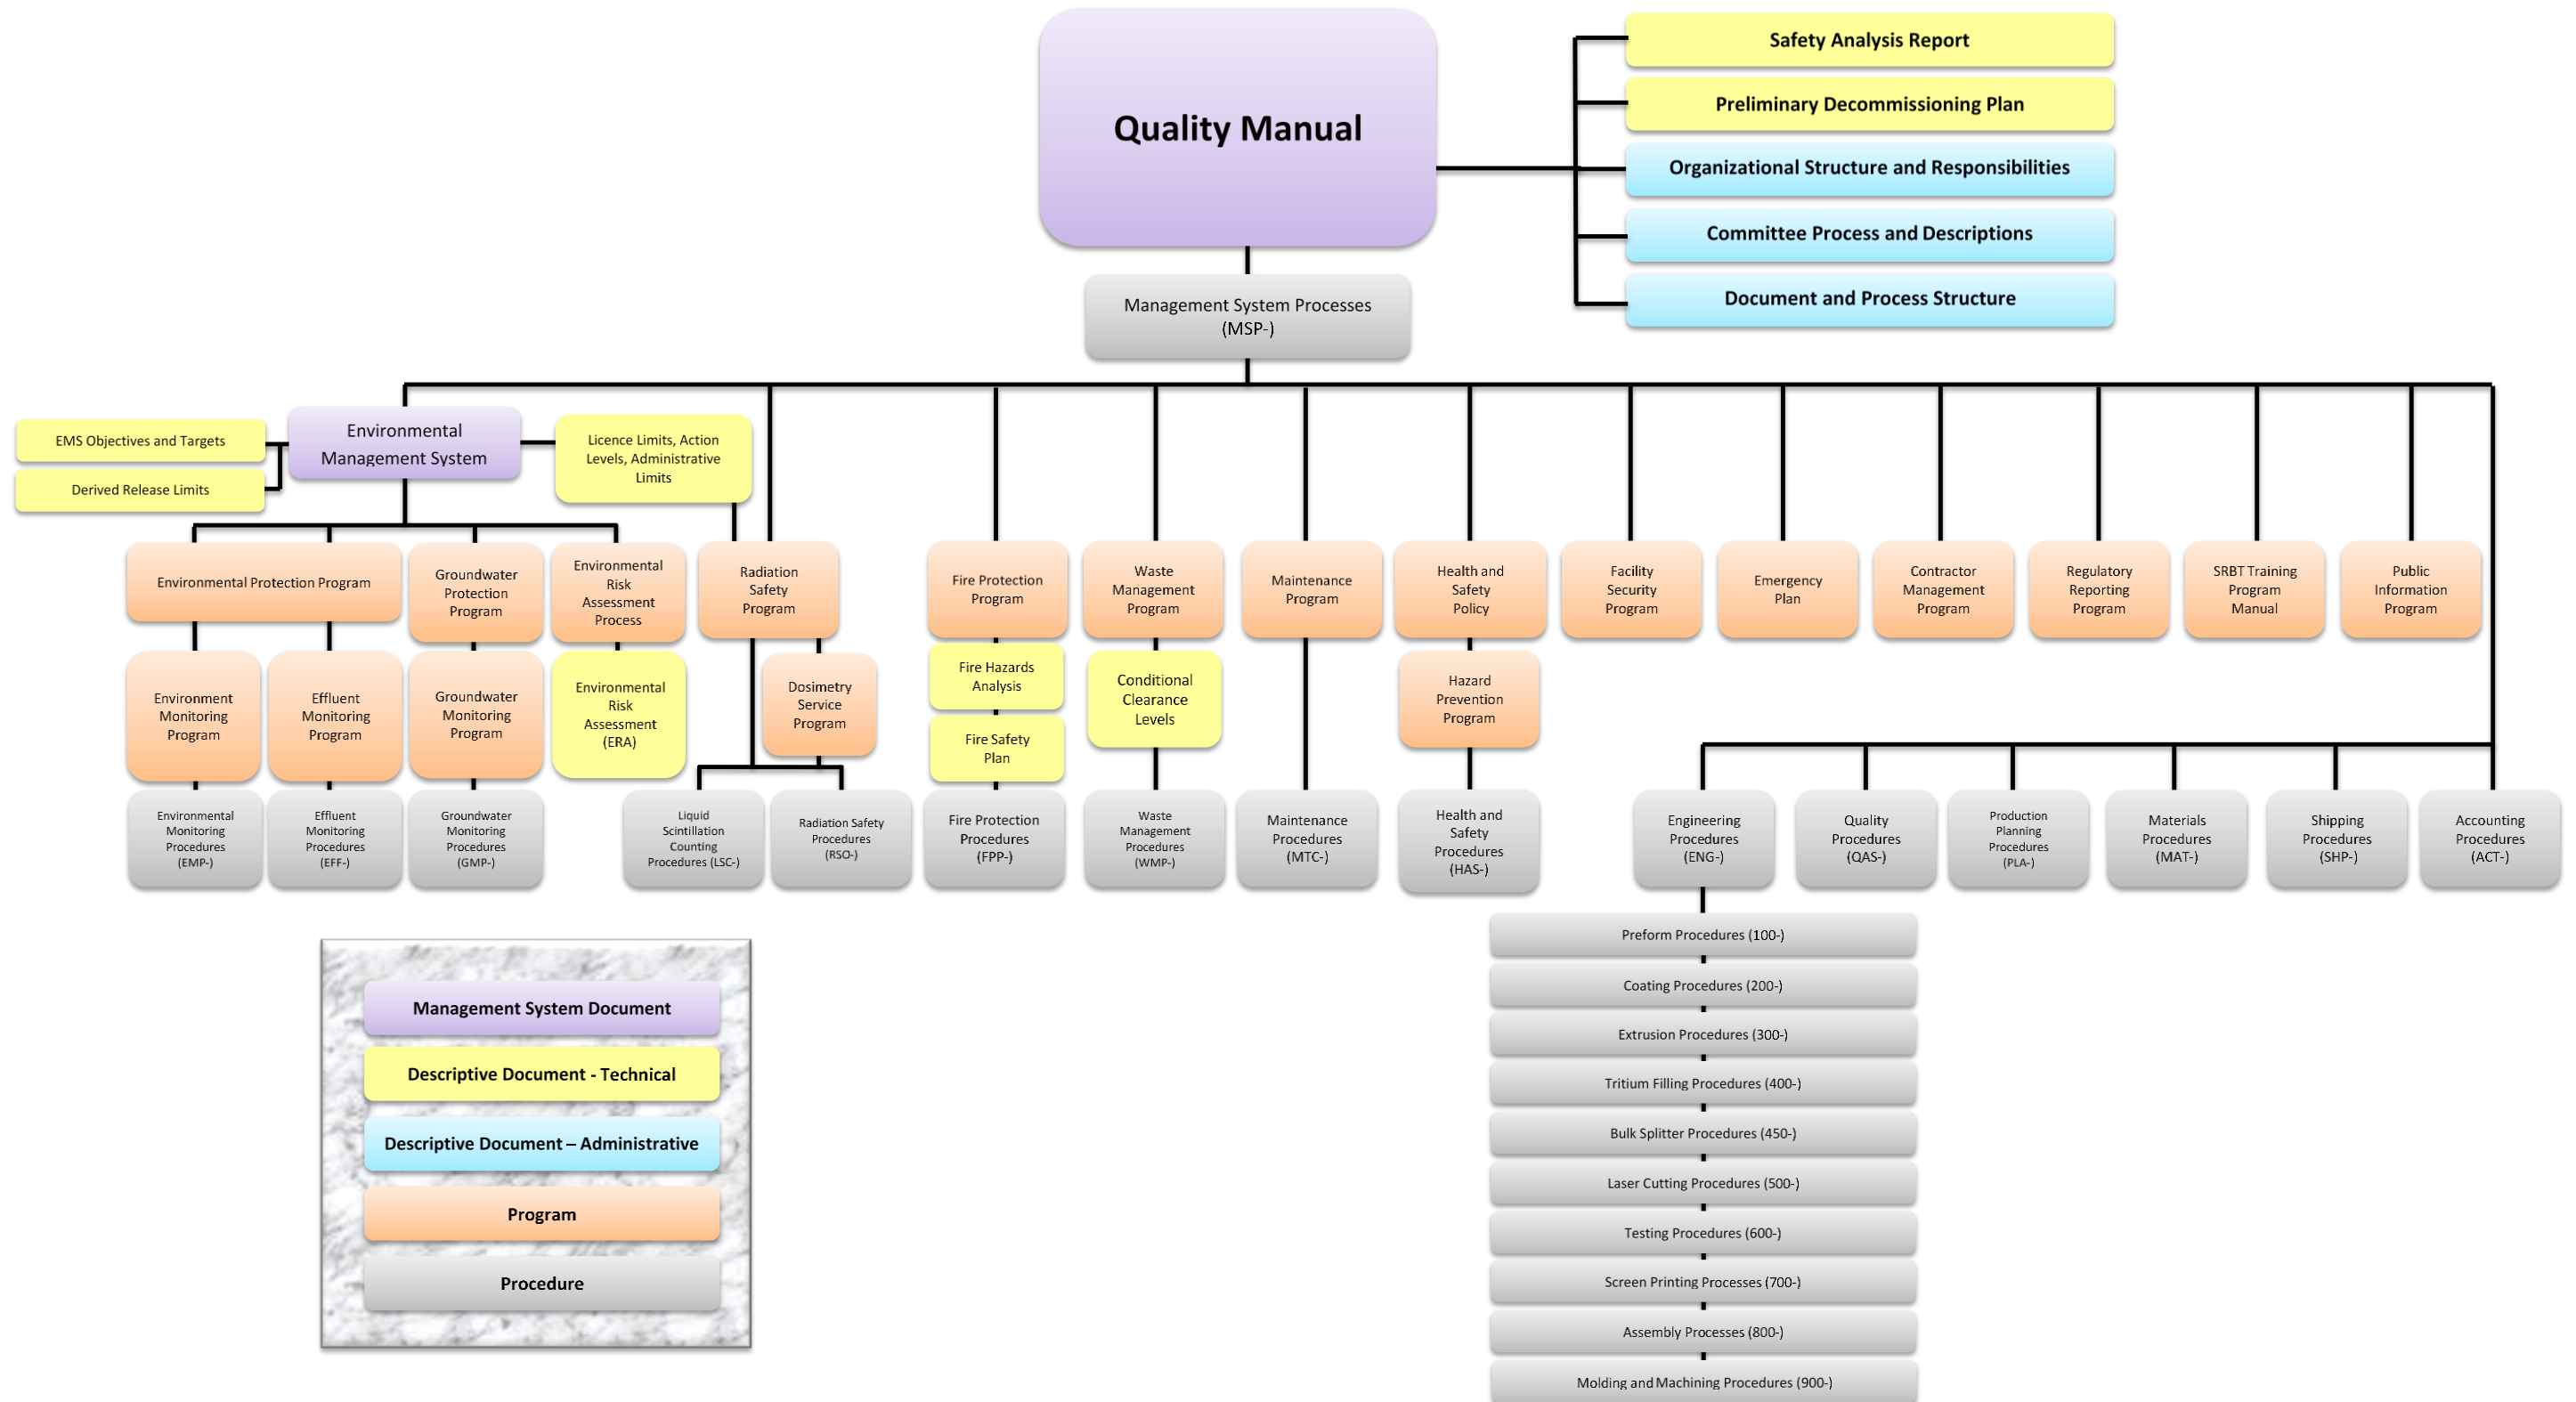 Quality Manual
Safety Analysis Report
Preliminary Decommissioning Plan
Organizational Structure and Responsibilities
Committee Process and Descriptions
Document and Process Structure
Management System Processes
(MSP-)
EMS Objectives and Targets
Derived Release Limits
Environmental
Management System
Licence Limits, Action
Levels, Administrative
Limits
Environmental Protection Program
Groundwater
Protection
Program
Environmental
Risk
Assessment
Process
Radiation
Safety
Program
Fire Protection
Program
Waste
Management
Program
Maintenance
Program
Health and
Safety
Policy
Facility
Security
Program
Emergency
Plan
Contractor
Management
Program
Regulatory
Reporting
Program
SRBT Training
Program
Manual
Public
Information
Program
Environment
Monitoring
Program
Effluent
Monitoring
Program
Groundwater
Monitoring
Program
Environmental
Risk
Assessment
(ERA)
Dosimetry
Service
Program
Fire Hazards
Analysis
Fire Safety
Plan
Conditional
Clearance
Levels
Hazard
Prevention
Program
Environmental
Monitoring
Procedures
(EMP-)
Effluent
Monitoring
Procedures
(EFF-)
Groundwater
Monitoring
Procedures
(GMP-)
Liquid
Scintillation
Counting
Procedures (LSC-)
Radiation Safety
Procedures
(RSO-)
Fire Protection
Procedures
(FPP-)
Waste
Management
Procedures
(WMP-)
Maintenance
Procedures
(MTC-)
Health and
Safety
Procedures
(HAS-)
Engineering
Procedures
(ENG-)
Quality
Procedures
(QAS-)
Production
Planning
Procedures
(PLA-)
Materials
Procedures
(MAT-)
Shipping
Procedures
(SHP-)
Accounting
Procedures
(ACT-)
Preform Procedures (100-)
Coating Procedures (200-)
Extrusion Procedures (300-)
Tritium Filling Procedures (400-)
Bulk Splitter Procedures (450-)
Laser Cutting Procedures (500-)
Testing Procedures (600-)
Screen Printing Processes (700-)
Assembly Processes (800-)
Molding and Machining Procedures (900-)
Management System Document
Descriptive Document - Technical
Descriptive Document – Administrative
Program
Procedure